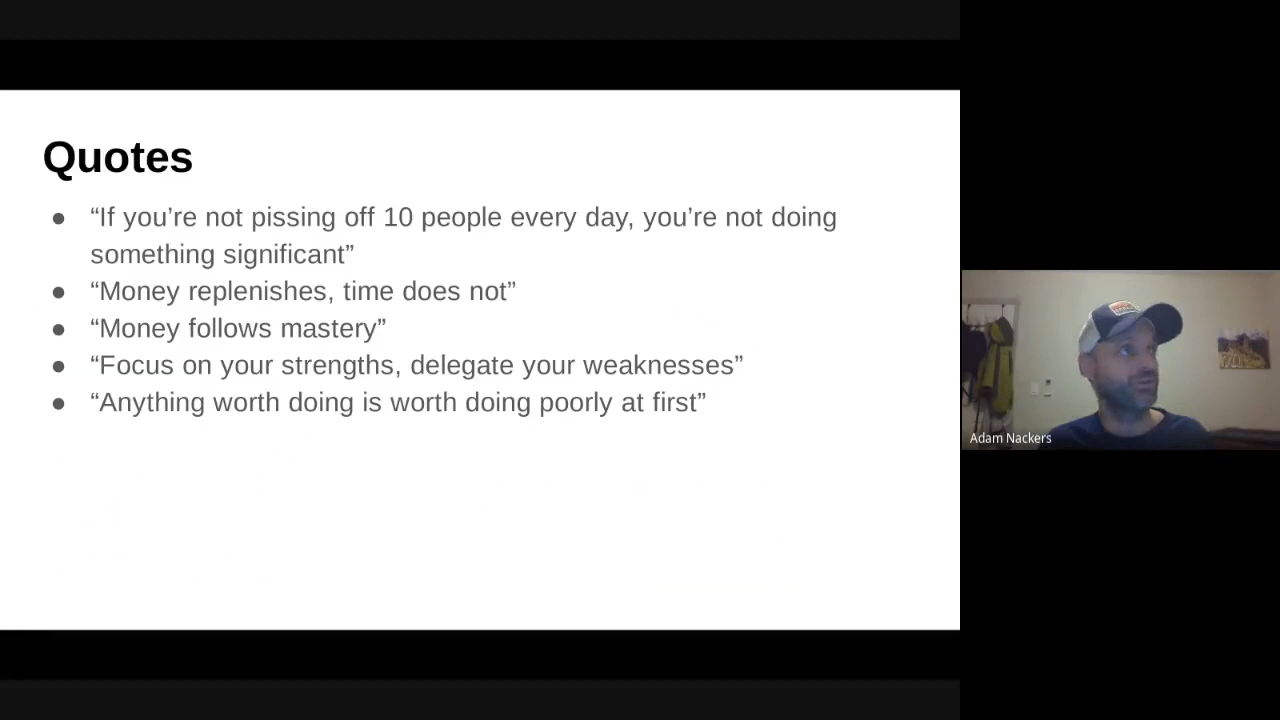 Quotes
● “If you’re not pissing off 10 people every day, you’re not doing
something significant”
● “Money replenishes, time does not”
● “Money follows mastery”
● “Focus on your strengths, delegate your weaknesses”
● “Anything worth doing is worth doing poorly at first”
Adam Nackers